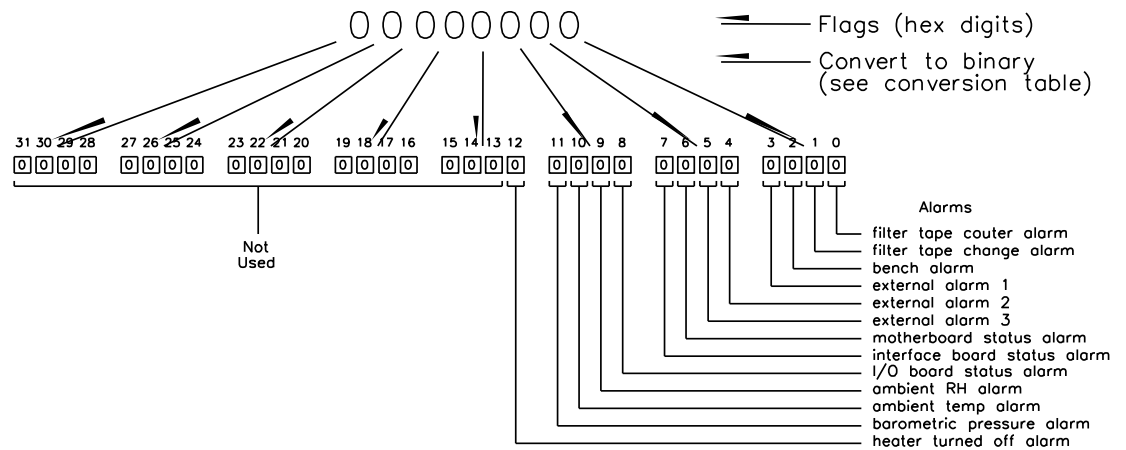 0 0 0 0 0 0 0 0
Flags (hex digits)
Convert to binary
(see conversion table)
31 30 29 28 27 26 25 24 23 22 21 20 19 18 17 16 15 14 13 12 11 10 9 8 7 6 5 4 3 2 1 0
0 0 0 0 0 0 0 0 0 0 0 0 0 0 0 0 0 0 0 0 0 0 0 0 0 0 0 0 0 0 0 0
Not
Used
Alarms
filter tape couter alarm
filter tape change alarm
bench alarm
external alarm 1
external alarm 2
external alarm 3
motherboard status alarm
interface board status alarm
I/O board status alarm
ambient RH alarm
ambient temp alarm
barometric pressure alarm
heater turned off alarm